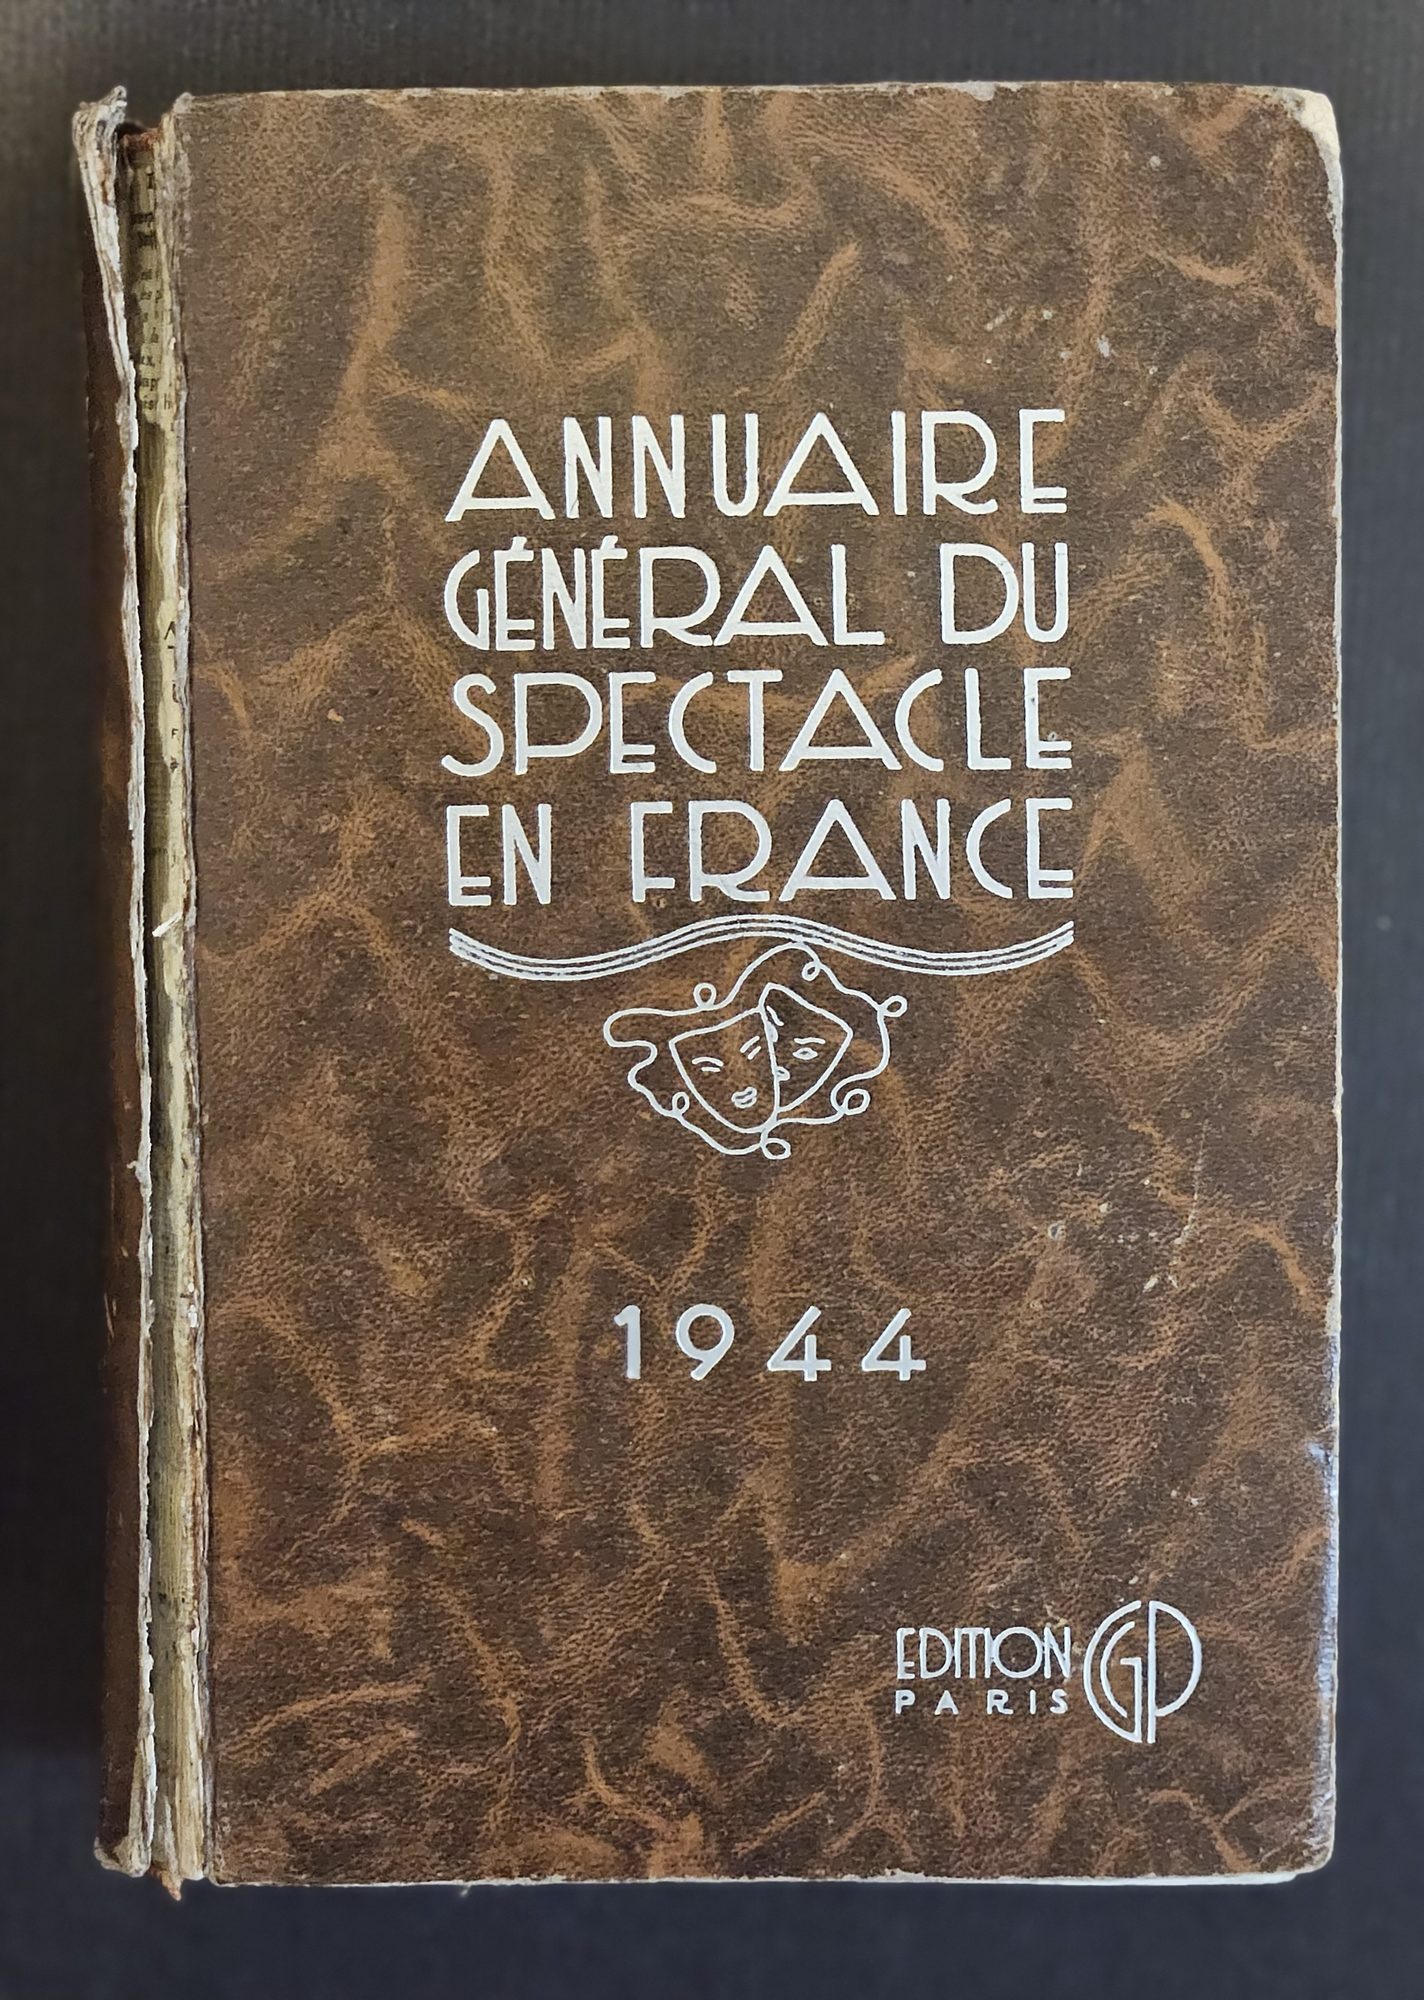 ANNUAIRE
GÉNÉRAL DU
SPECTACLE
EN FRANCE
1944
EDITION
PARIS
GP